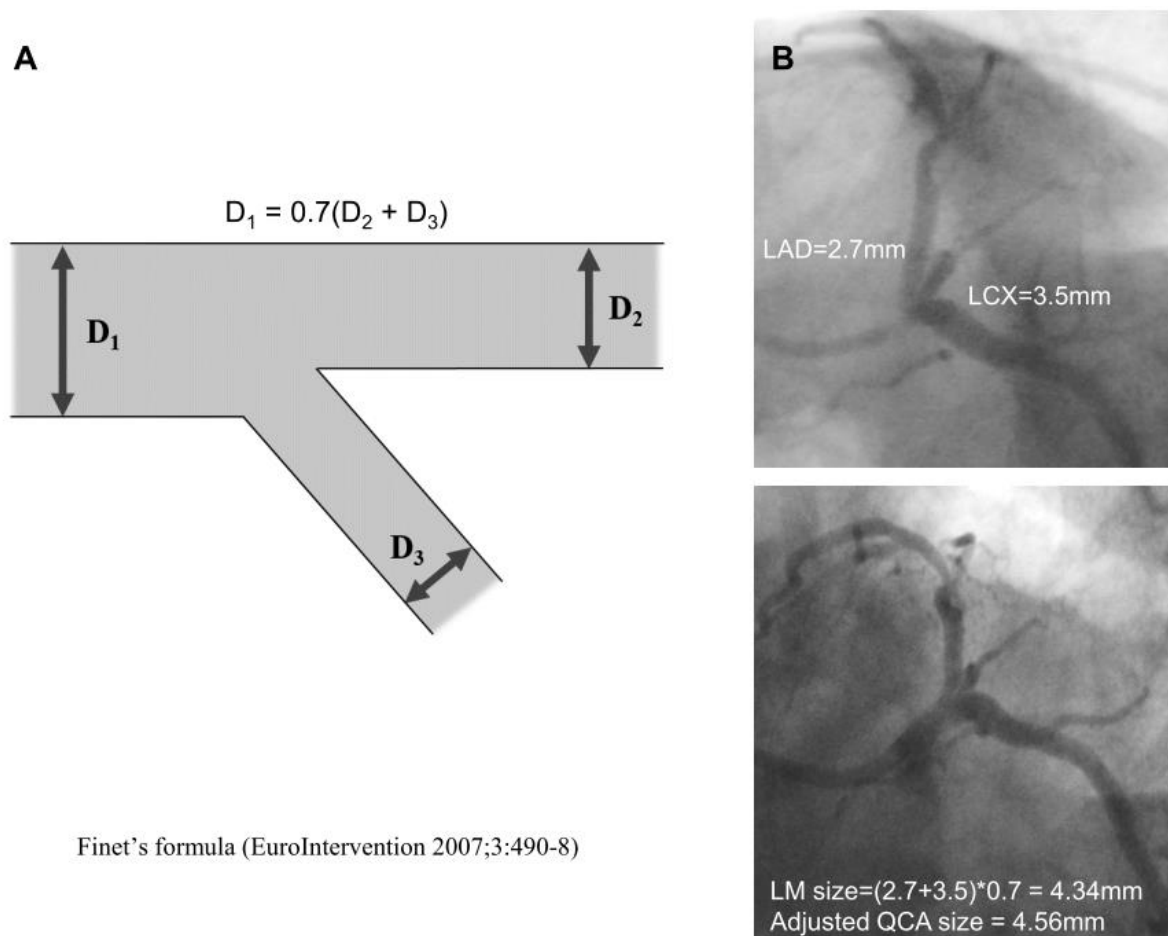 A
D₁ = 0.7(D₂ + D₃)
D₁
D₂
D₃
Finet's formula (EuroIntervention 2007;3:490-8)
B
LAD=2.7mm
LCX=3.5mm
LM size=(2.7+3.5)*0.7 = 4.34mm
Adjusted QCA size = 4.56mm